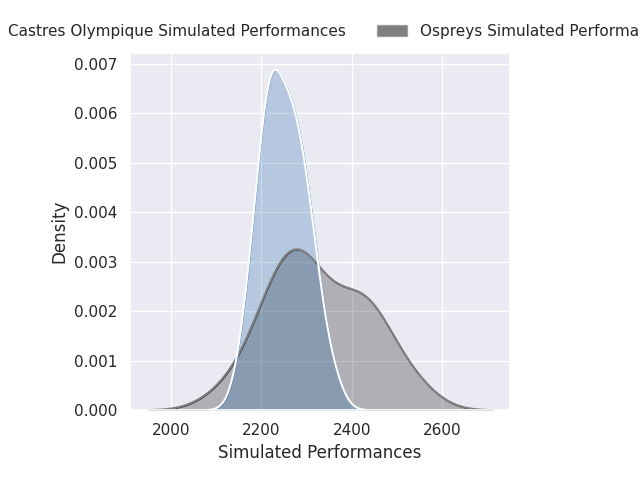 Castres Olympique Simulated Performances Ospreys Simulated Performa
0.007
0.006
0.005
0.004
0.003
0.002
0.001
0.000
Density
2000 2200 2400 2600
Simulated Performances